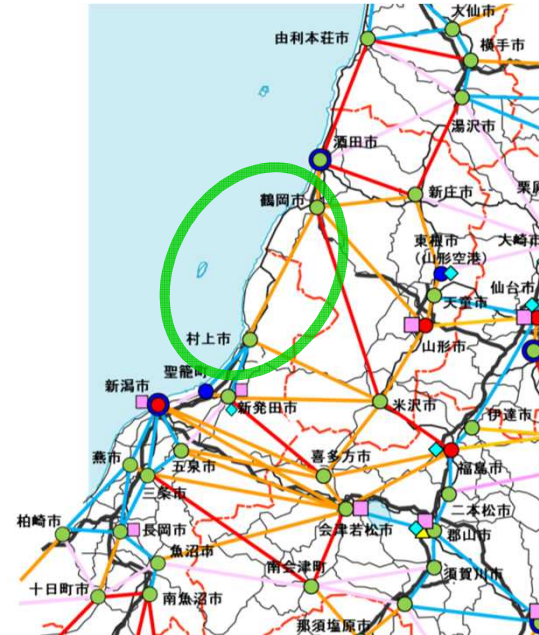 大仙市
由利本荘市
横手市
湯沢市
酒田市
鶴岡市
新庄市
栗原
東根市
(山形空港)
大崎市
仙台市
天童市
山形市
村上市
聖籠町
新潟市
新発田市
米沢市
伊達市
燕市
五泉市
喜多方市
福島市
三条市
二本松市
柏崎市
長岡市
会津若松市
郡山市
魚沼市
南会津町
須賀川市
十日町市
南魚沼市
那須塩原市